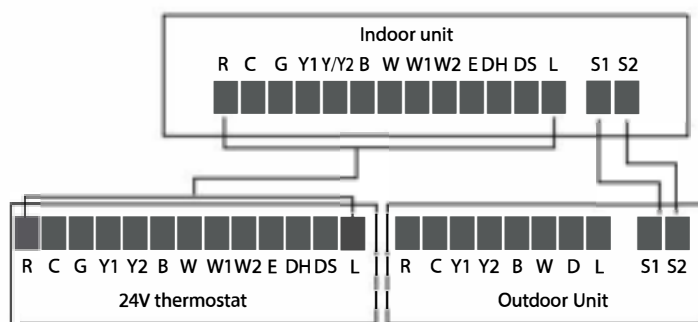 Indoor unit
R C G Y1 Y/Y2 B W W1 W2 E DH DS L S1 S2
R C G Y1 Y2 B W W1 W2 E DH DS L
24V thermostat
R C Y1 Y2 B W D L S1 S2
Outdoor Unit